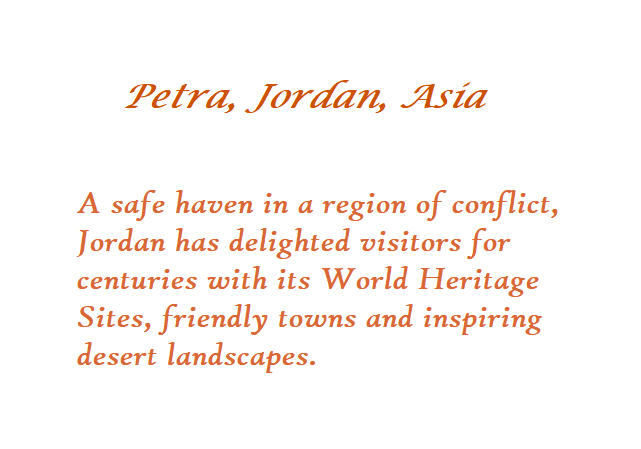 Petra, Jordan, Asia
A safe haven in a region of conflict,
Jordan has delighted visitors for
centuries with its World Heritage
Sites, friendly towns and inspiring
desert landscapes.